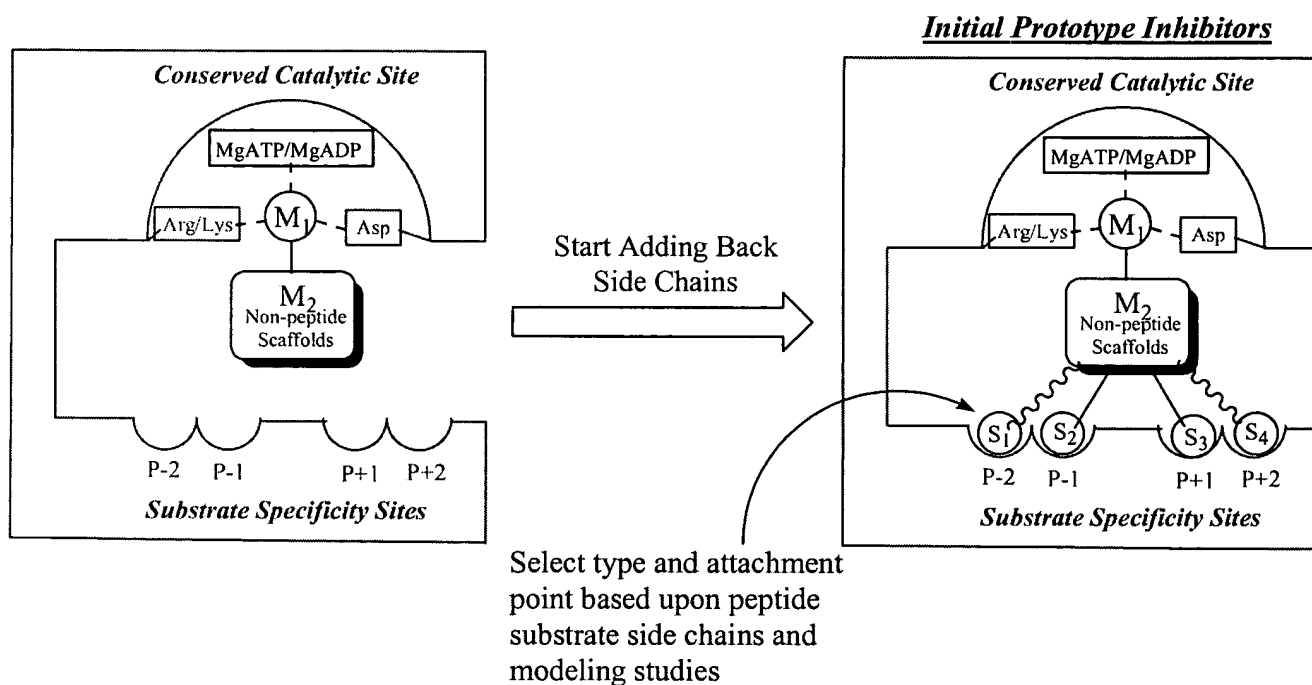 Initial Prototype Inhibitors
Conserved Catalytic Site
MgATP/MgADP
Arg/Lys
M1
Asp
M2
Non-peptide
Scaffolds
P-2 P-1 P+1 P+2
Substrate Specificity Sites
Start Adding Back
Side Chains
Conserved Catalytic Site
MgATP/MgADP
Arg/Lys
M1
Asp
M2
Non-peptide
Scaffolds
S1 S2 S3 S4
P-2 P-1 P+1 P+2
Substrate Specificity Sites
Select type and attachment
point based upon peptide
substrate side chains and
modeling studies